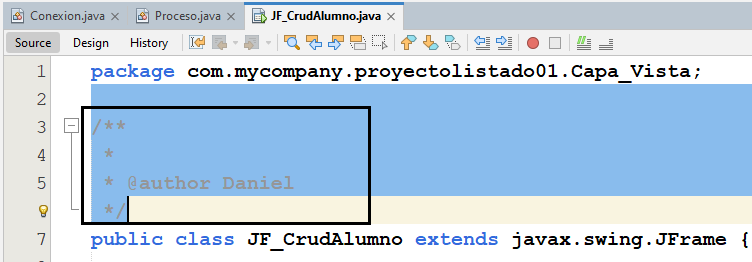 Conexion.java Proceso.java JF_CrudAlumno.java
Source Design History
1 package com.mycompany.proyectolistado01.Capa_Vista;
2
3 /**
4 *
5 * @author Daniel
*/
7 public class JF_CrudAlumno extends javax.swing.JFrame {